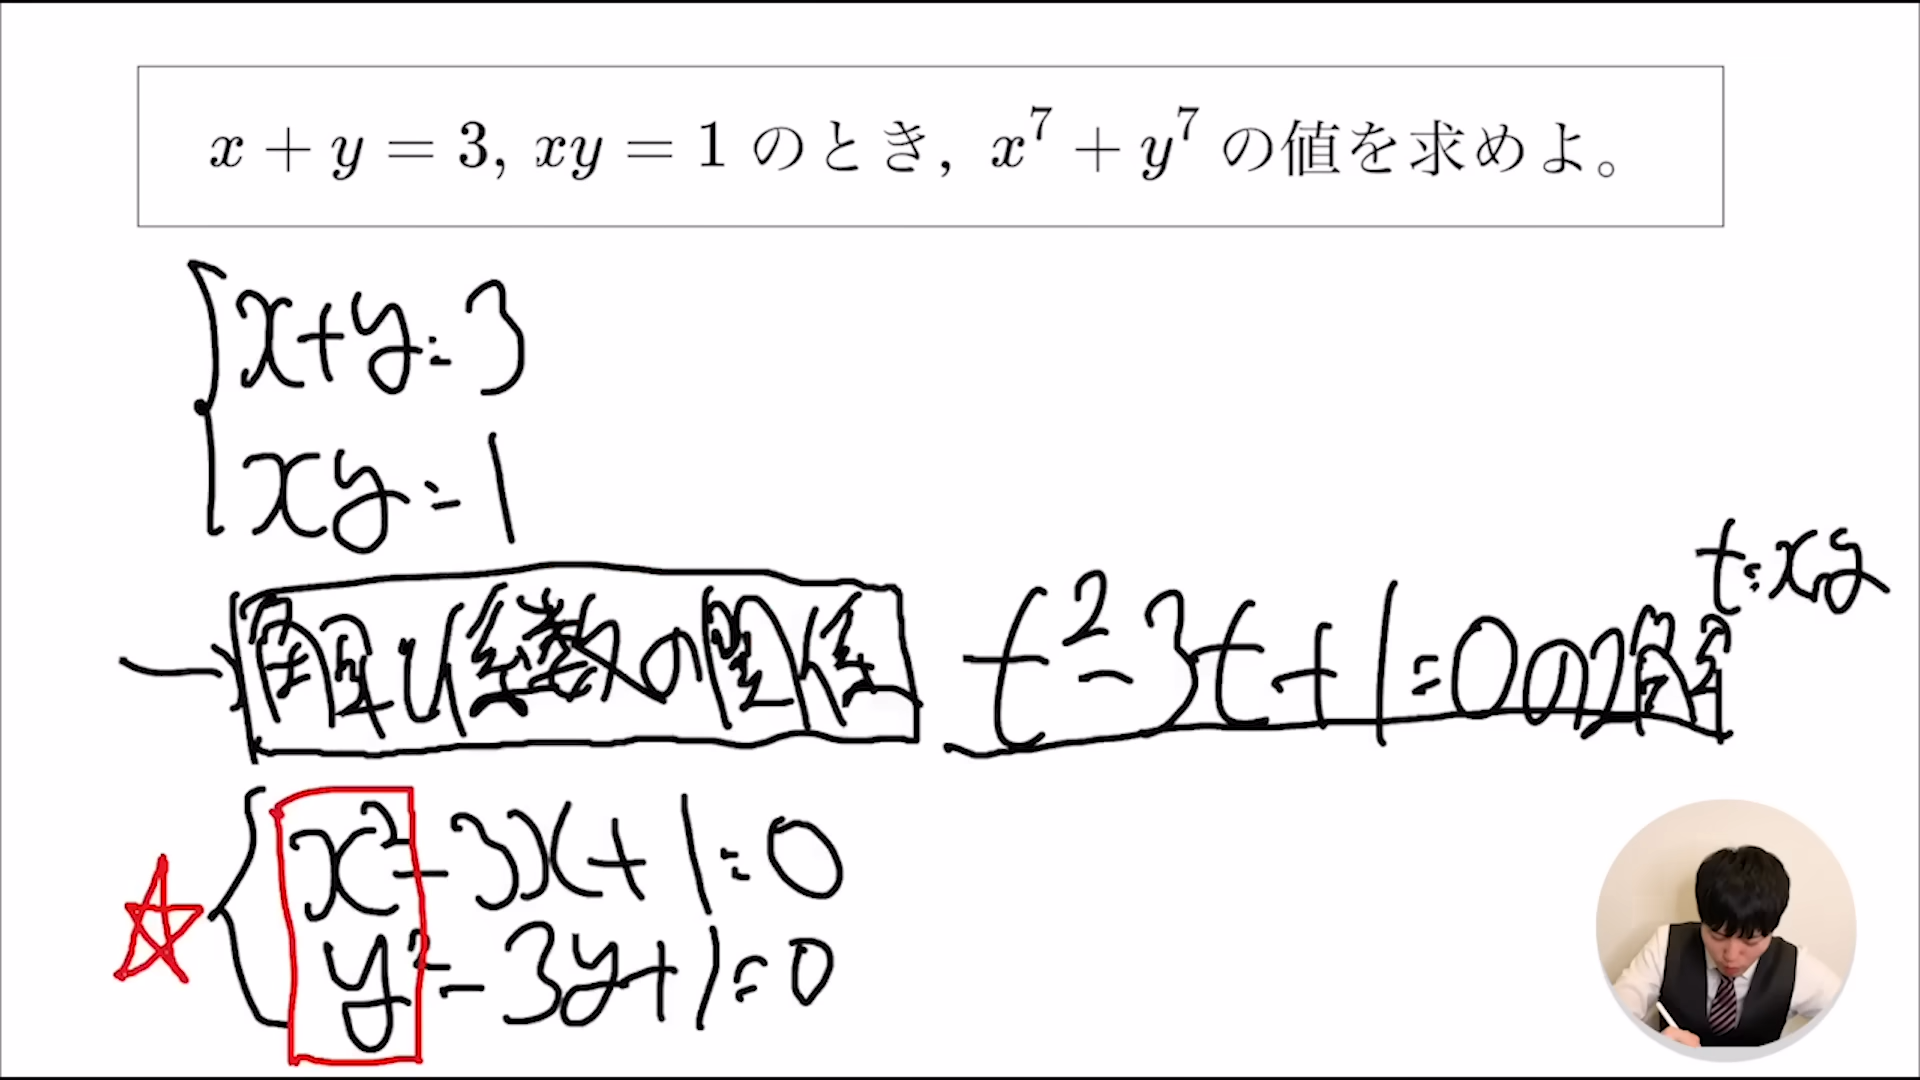 x + y = 3, xy = 1 のとき, x⁷ + y⁷ の値を求めよ。
x+y=3
xy=1
t=x,y
→解と係数の関係 t²-3t+1=0の2解
x²-3x+1=0
y²-3y+1=0